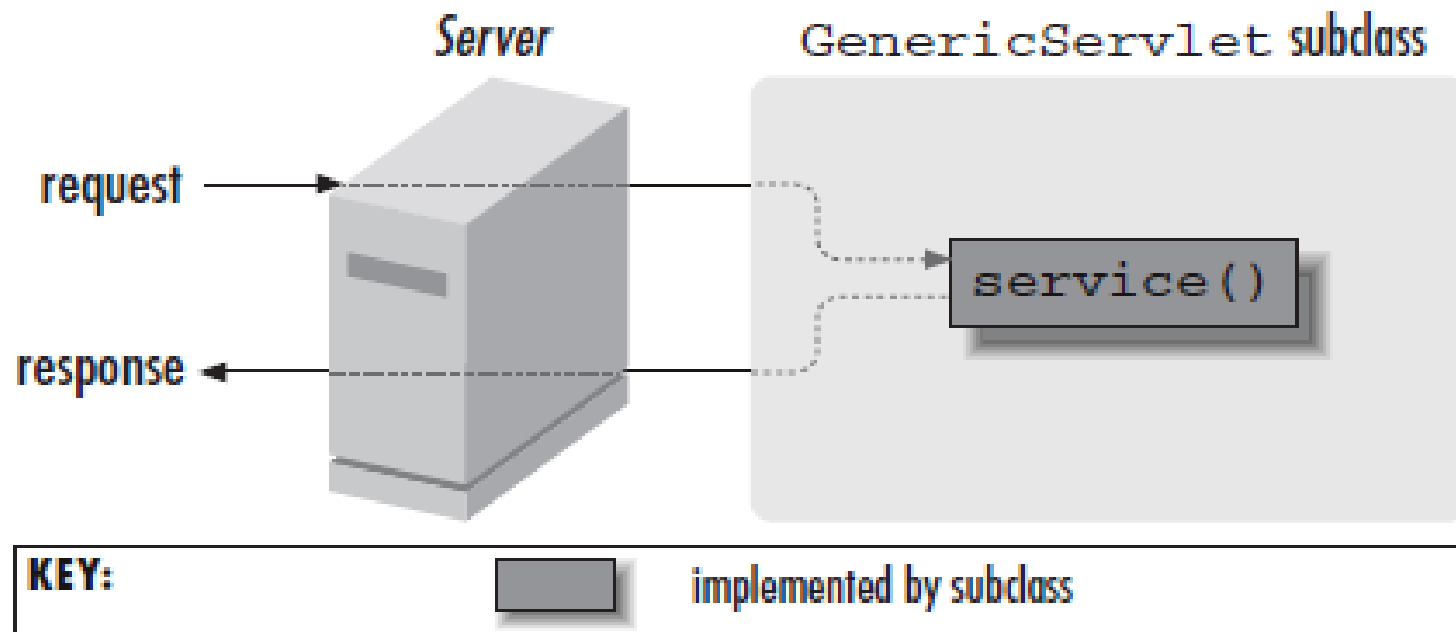 Server
GenericServlet subclass
request
service()
response
KEY:
implemented by subclass